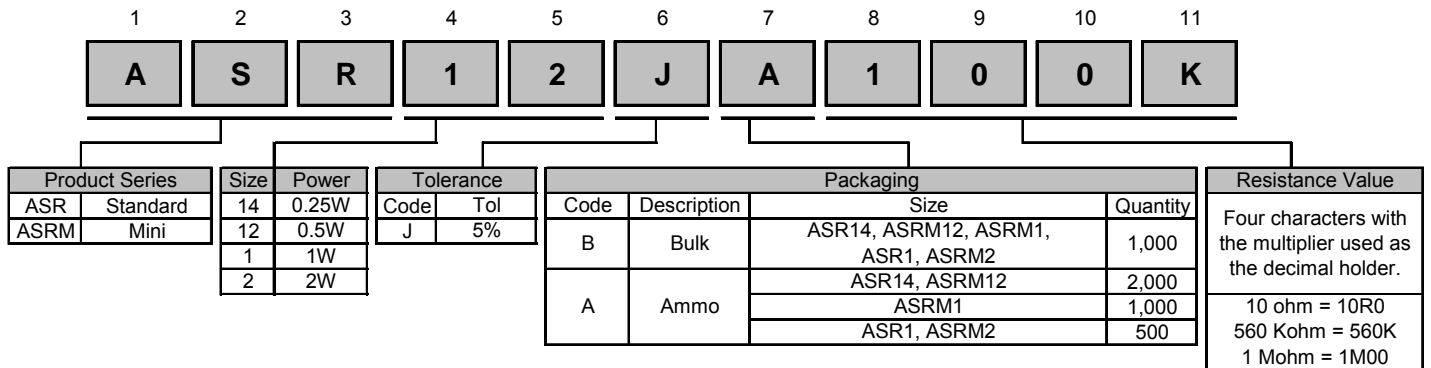 1 2 3 4 5 6 7 8 9 10 11
A S R 1 2 J A 1 0 0 K
Product Series
ASR Standard
ASRM Mini
Size Power
14 0.25W
12 0.5W
1 1W
2 2W
Tolerance
Code Tol
J 5%
Packaging
Code Description Size Quantity
B Bulk ASR14, ASRM12, ASRM1,
ASR1, ASRM2 1,000
A Ammo ASR14, ASRM12 2,000
ASRM1 1,000
ASR1, ASRM2 500
Resistance Value
Four characters with
the multiplier used as
the decimal holder.
10 ohm = 10R0
560 Kohm = 560K
1 Mohm = 1M00